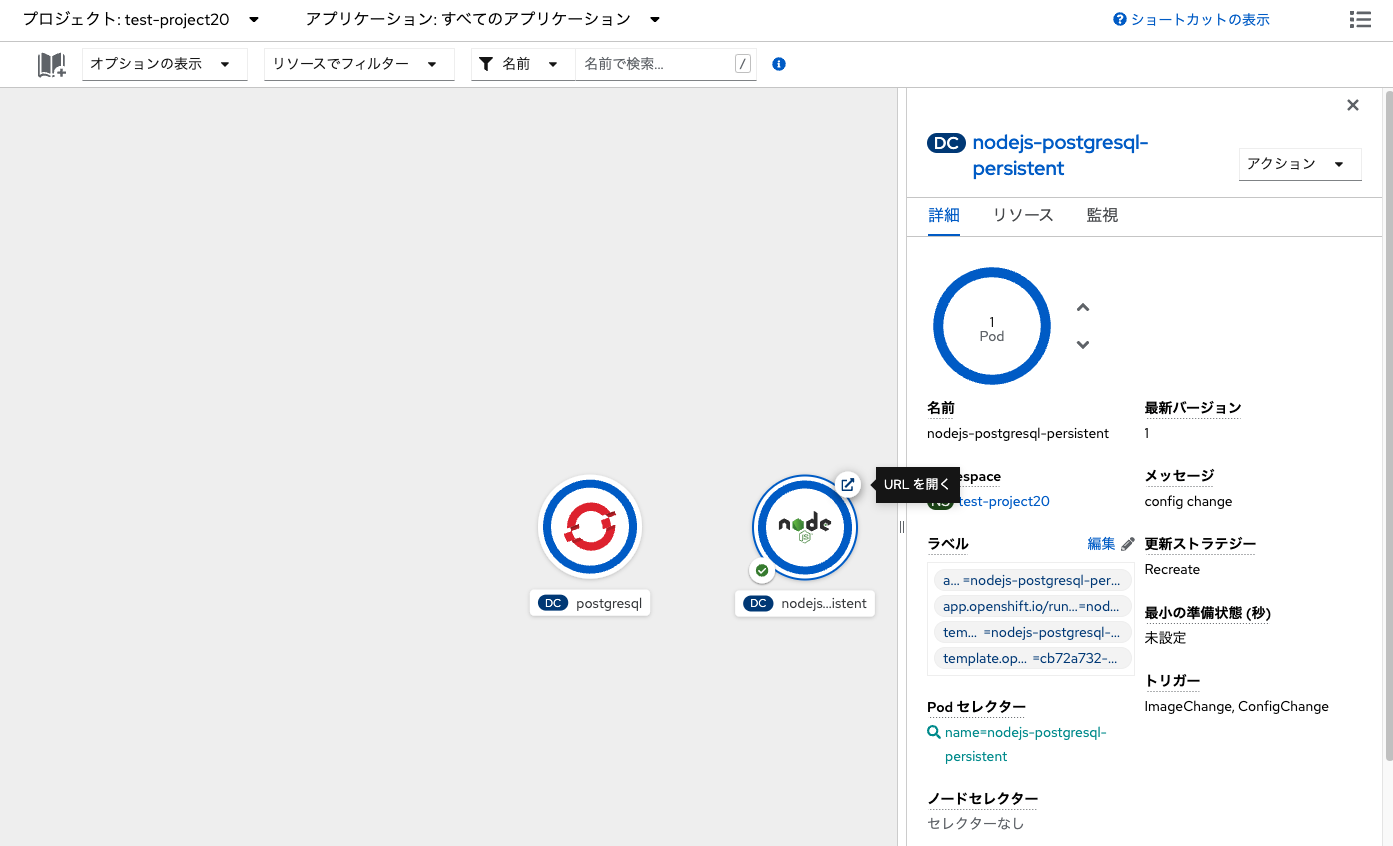 プロジェクト: test-project20
アプリケーション: すべてのアプリケーション
ショートカットの表示
オプションの表示
リソースでフィルター
名前
名前で検索...
/
DC nodejs-postgresql-
persistent
アクション
詳細
リソース
監視
1
Pod
名前
nodejs-postgresql-persistent
最新バージョン
1
espace
test-project20
メッセージ
config change
ラベル
編集
a... =nodejs-postgresql-per...
app.openshift.io/run...=nod...
tem... =nodejs-postgresql-...
template.op... =cb72a732-...
更新ストラテジー
Recreate
最小の準備状態 (秒)
未設定
トリガー
ImageChange, ConfigChange
Pod セレクター
name=nodejs-postgresql-
persistent
ノードセレクター
セレクターなし
URL を開く
node
JS
DC postgresql
DC nodejs...istent